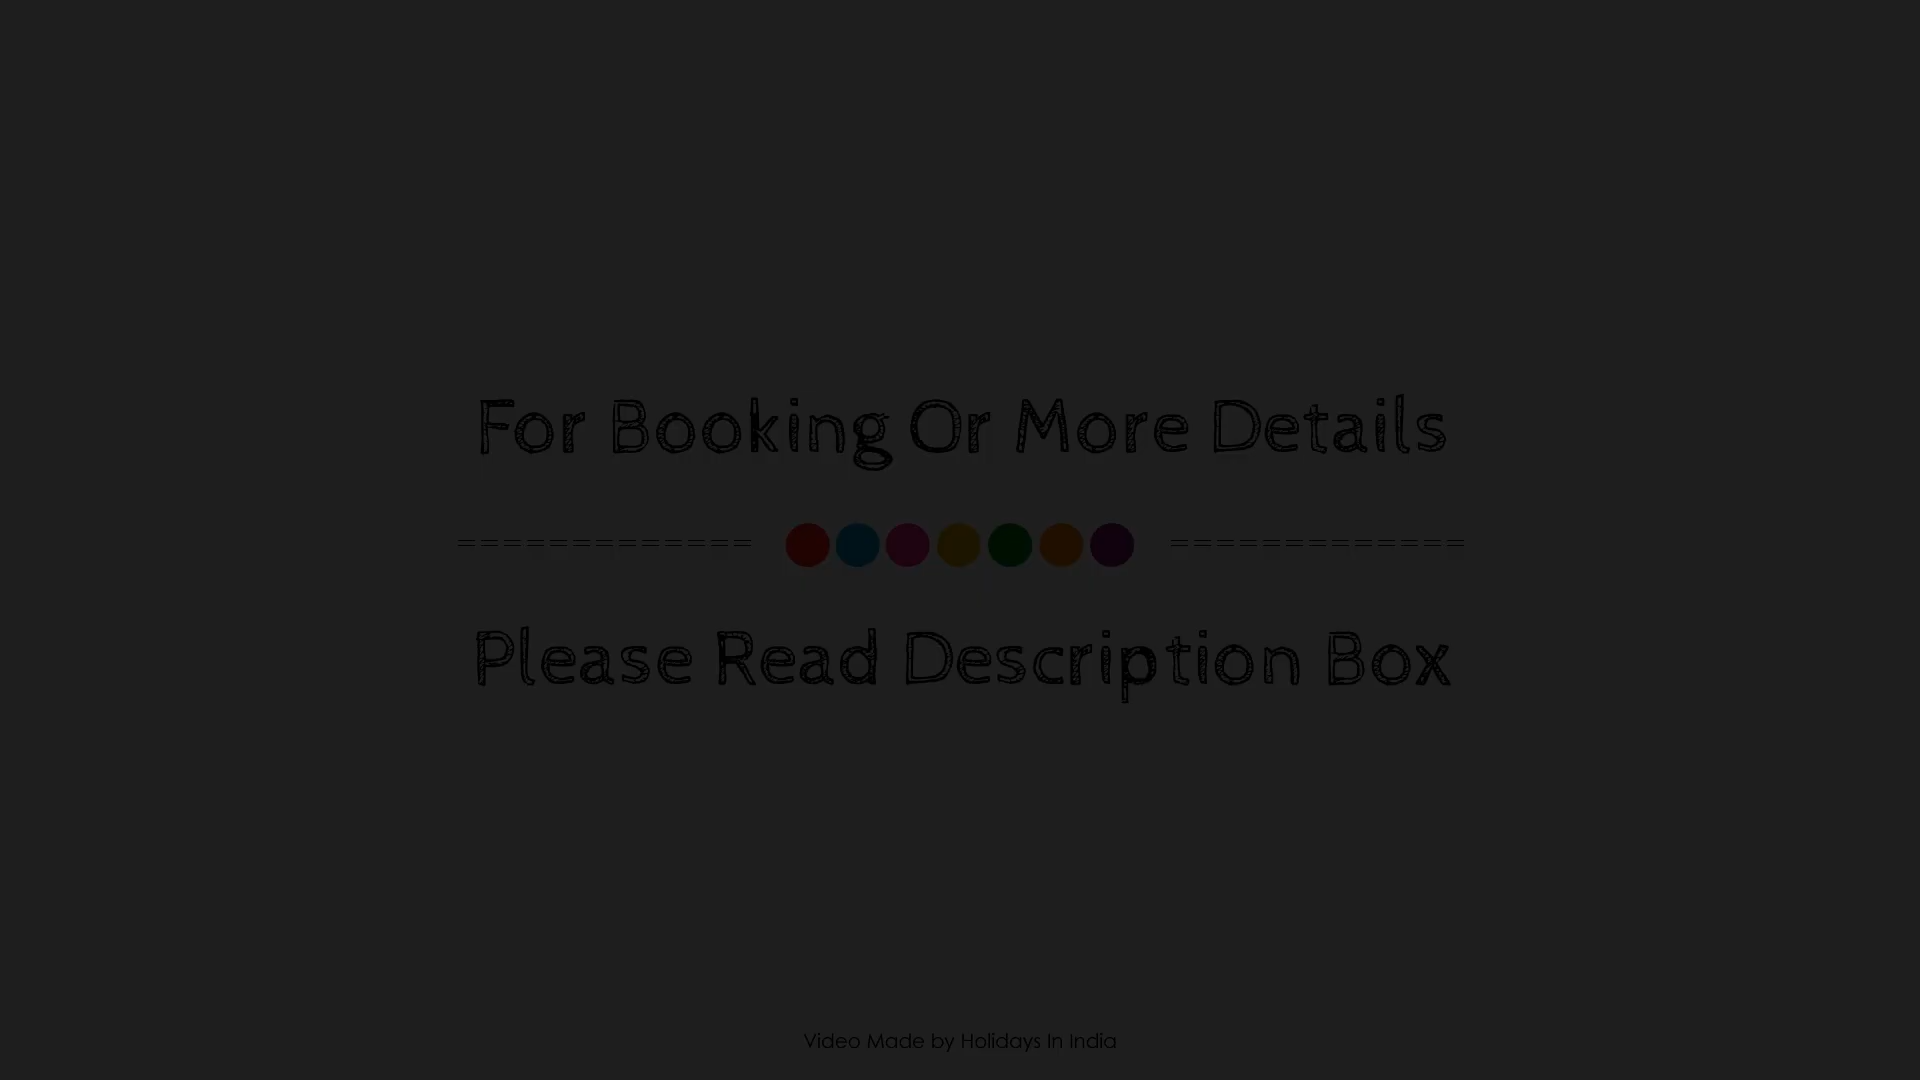 For Booking Or More Details
============= =============
Please Read Description Box
Video Made by Holidays In India